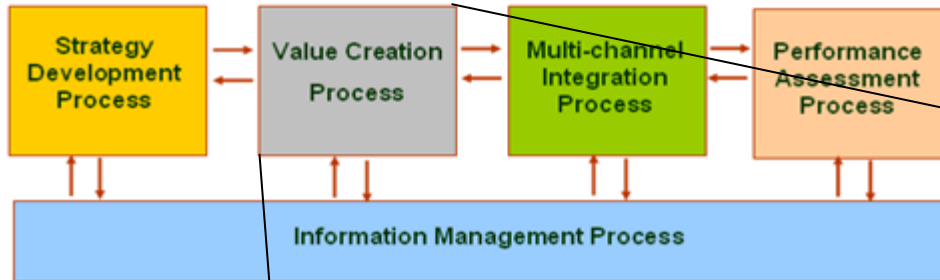 Strategy
Development
Process
Value Creation
Process
Multi-channel
Integration
Process
Performance
Assessment
Process
Information Management Process